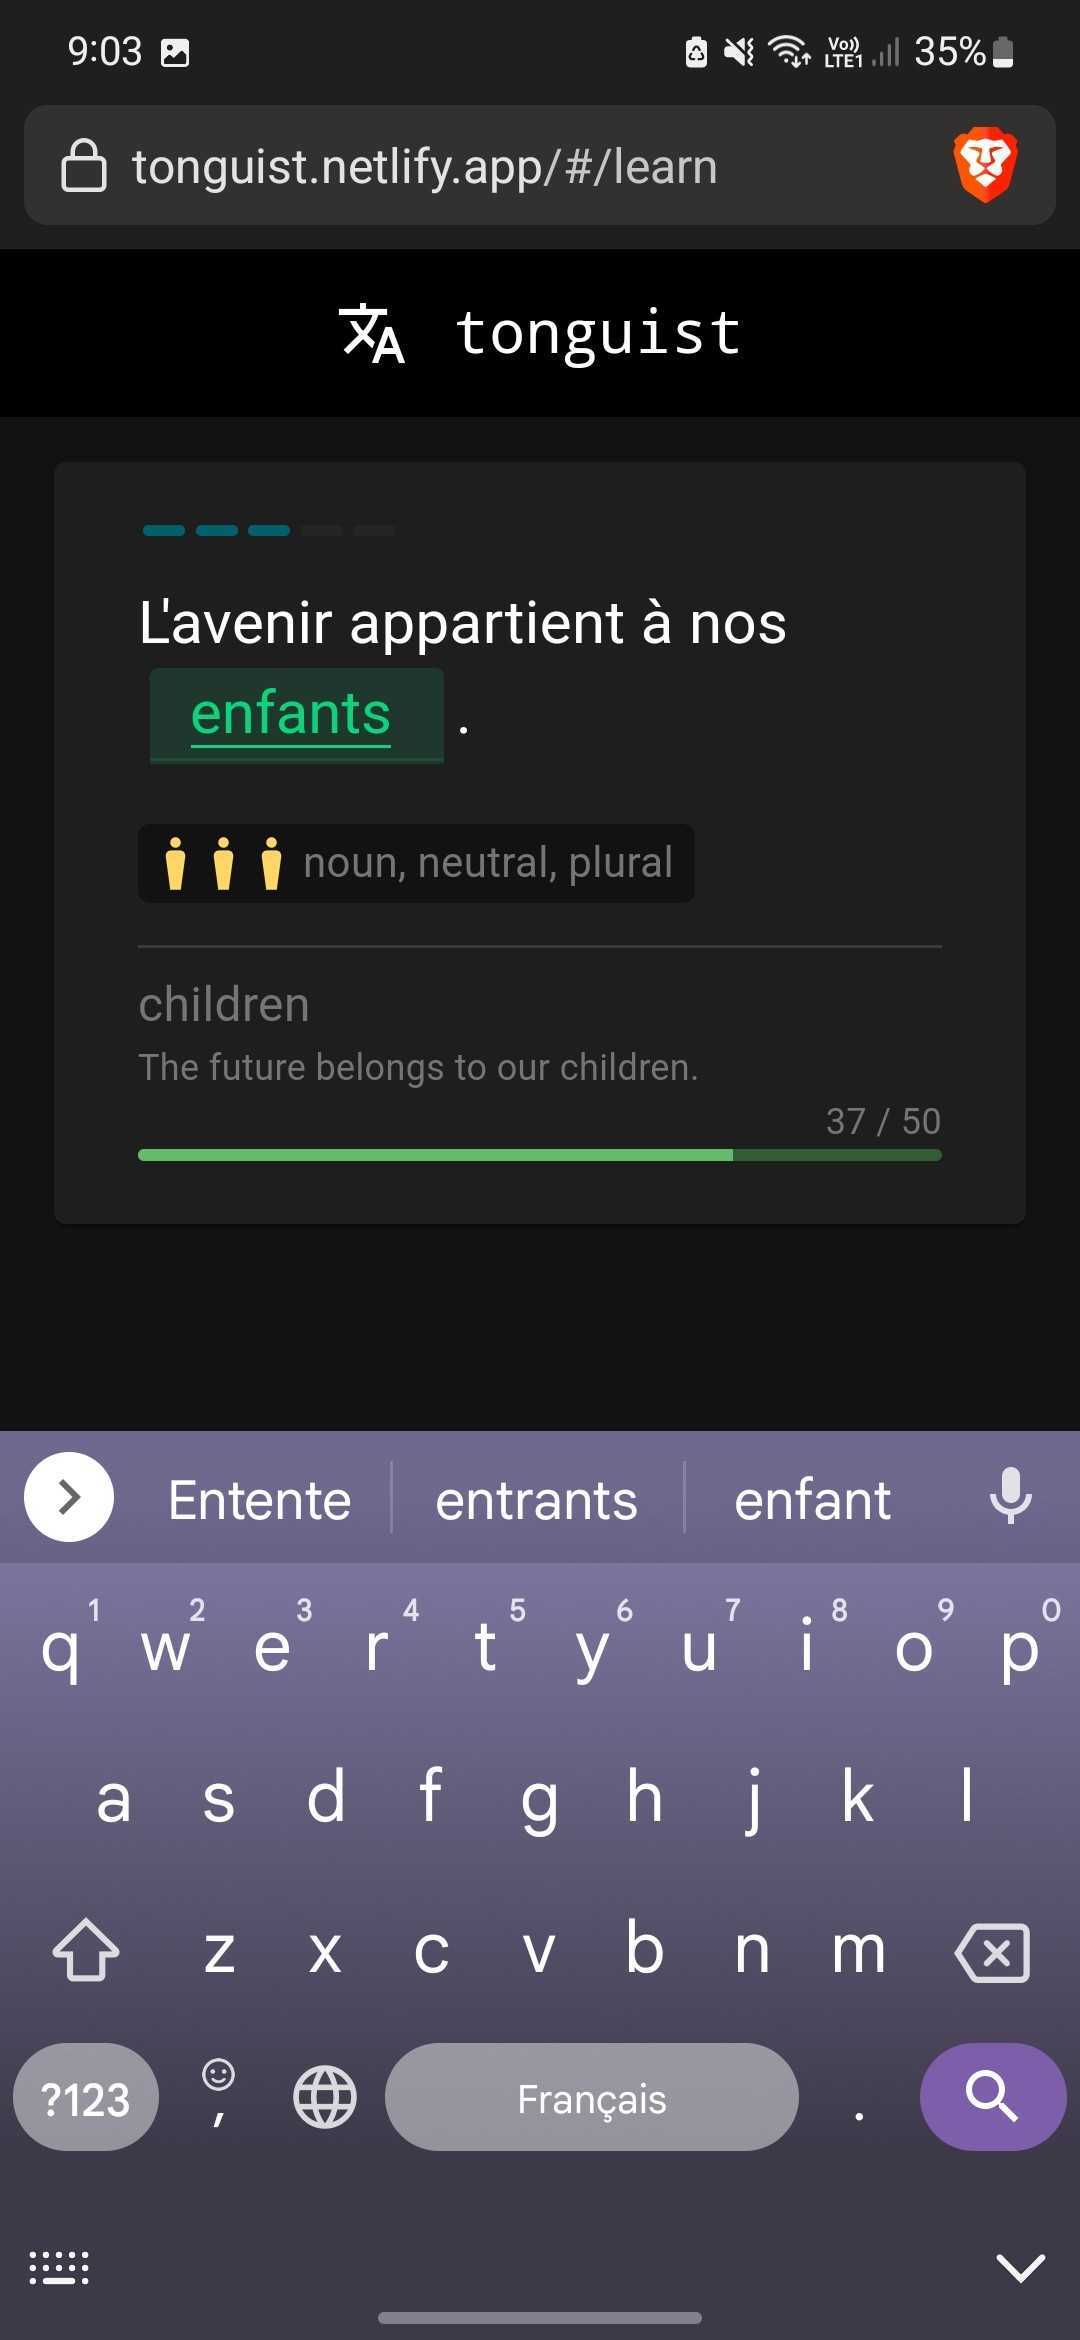 9:03 Vo)) LTE1 35%
tonguist.netlify.app/#/learn
tonguist
L'avenir appartient à nos
enfants .
noun, neutral, plural
children
The future belongs to our children.
37 / 50
Entente entrants enfant
1 2 3 4 5 6 7 8 9 0
q w e r t y u i o p
a s d f g h j k l
z x c v b n m
?123 , Français .